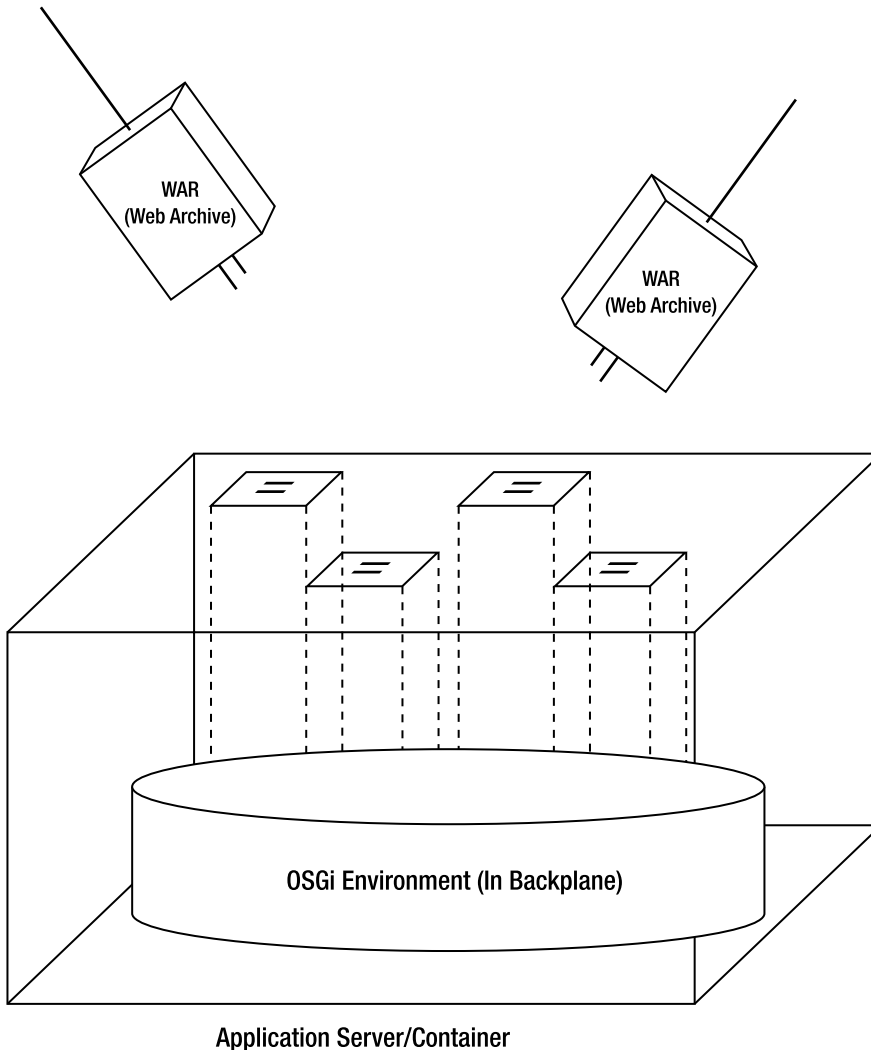 WAR
(Web Archive)
WAR
(Web Archive)
OSGi Environment (In Backplane)
Application Server/Container